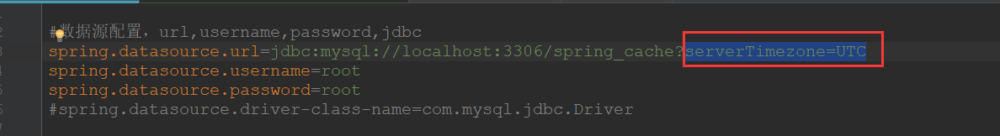 #数据源配置，url,username,password,jdbc
spring.datasource.url=jdbc:mysql://localhost:3306/spring_cache?serverTimezone=UTC
spring.datasource.username=root
spring.datasource.password=root
#spring.datasource.driver-class-name=com.mysql.jdbc.Driver